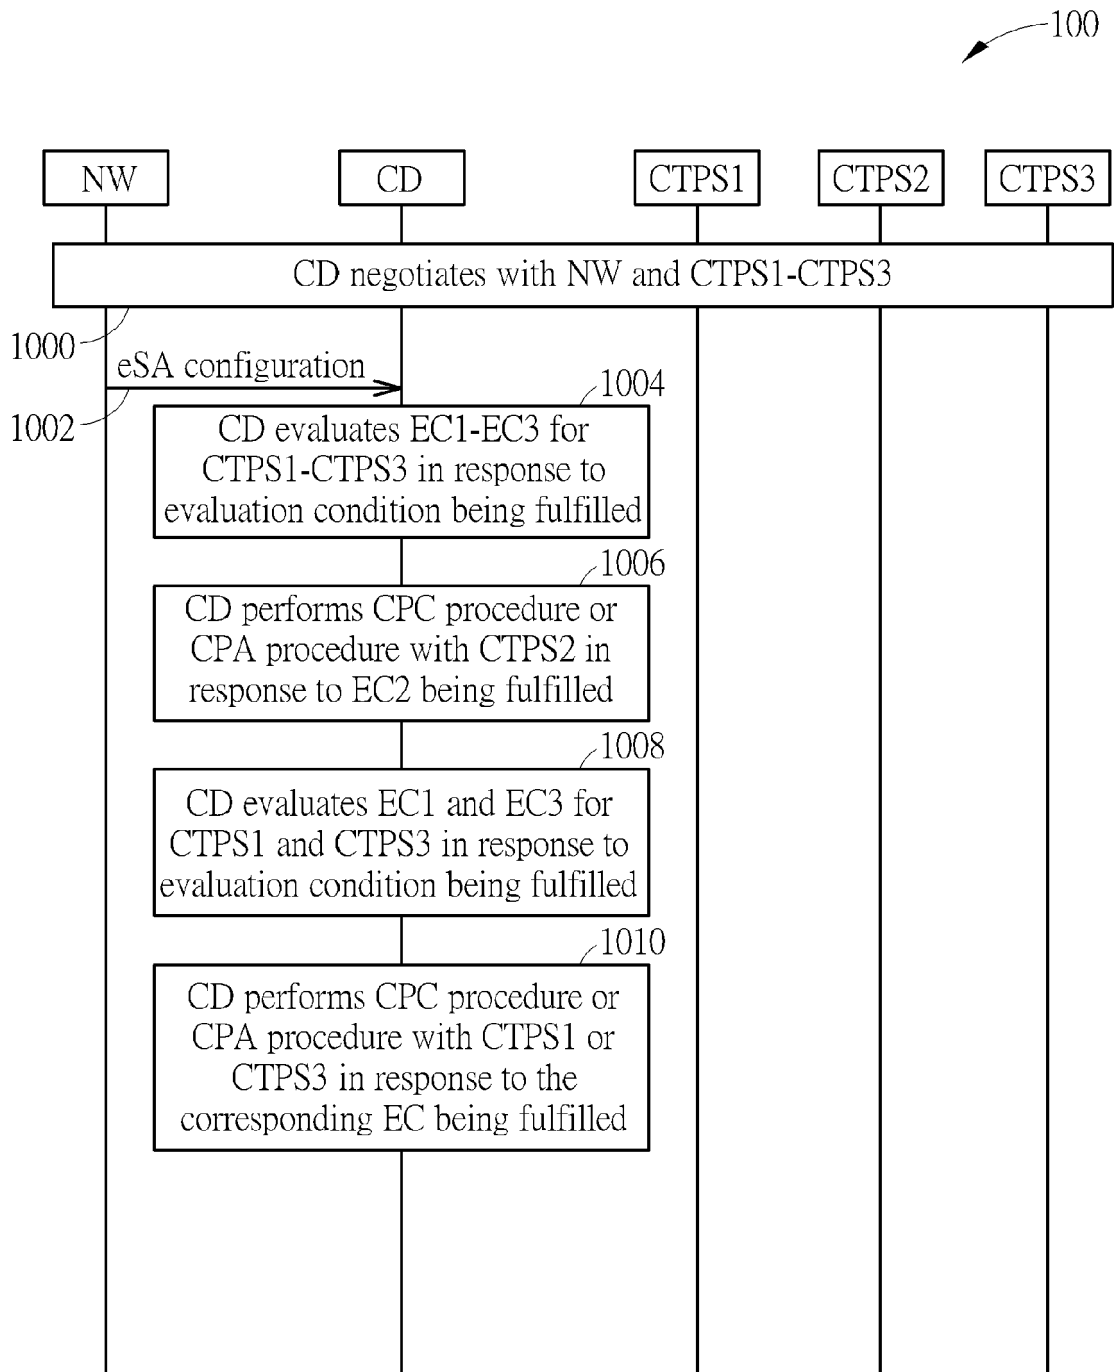 100
NW
CD
CTPS1
CTPS2
CTPS3
CD negotiates with NW and CTPS1-CTPS3
1000
eSA configuration
1002
1004
CD evaluates EC1-EC3 for
CTPS1-CTPS3 in response to
evaluation condition being fulfilled
1006
CD performs CPC procedure or
CPA procedure with CTPS2 in
response to EC2 being fulfilled
1008
CD evaluates EC1 and EC3 for
CTPS1 and CTPS3 in response to
evaluation condition being fulfilled
1010
CD performs CPC procedure or
CPA procedure with CTPS1 or
CTPS3 in response to the
corresponding EC being fulfilled